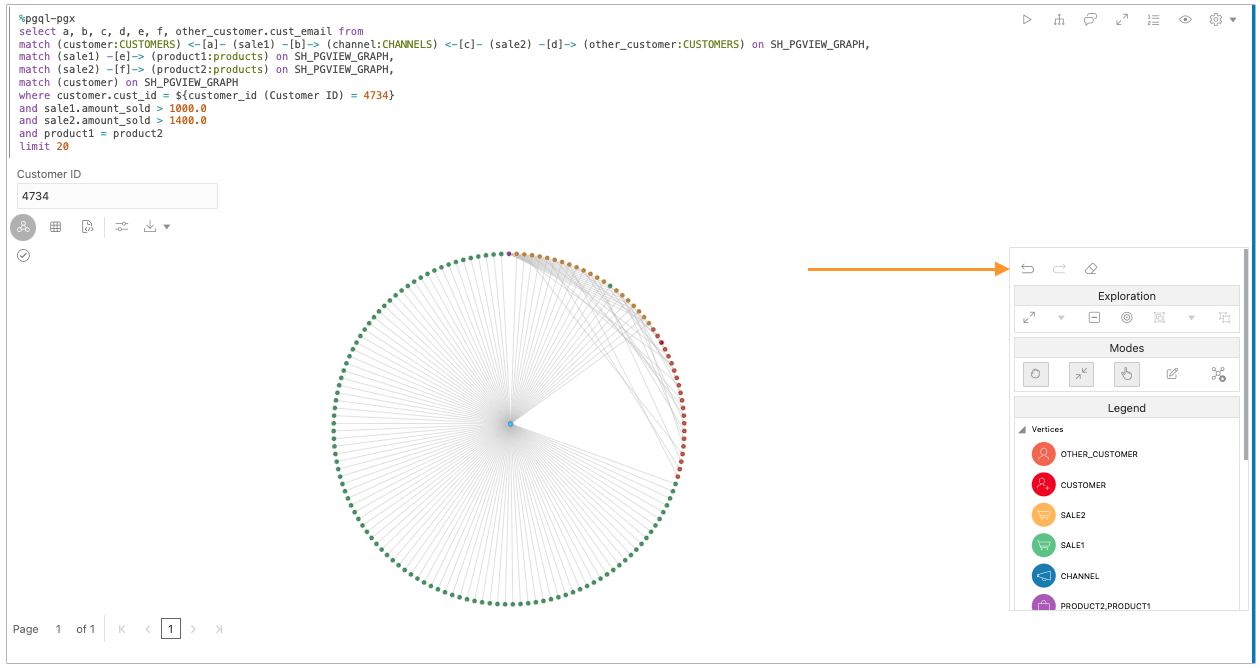 %pgql-pgx
select a, b, c, d, e, f, other_customer.cust_email from
match (customer:CUSTOMERS) <-[a]- (sale1) -[b]-> (channel:CHANNELS) <-[c]- (sale2) -[d]-> (other_customer:CUSTOMERS) on SH_PGVIEW_GRAPH,
match (sale1) -[e]-> (product1:products) on SH_PGVIEW_GRAPH,
match (sale2) -[f]-> (product2:products) on SH_PGVIEW_GRAPH,
match (customer) on SH_PGVIEW_GRAPH
where customer.cust_id = ${customer_id (Customer ID) = 4734}
and sale1.amount_sold > 1000.0
and sale2.amount_sold > 1400.0
and product1 = product2
limit 20
Customer ID
4734
Exploration
Modes
Legend
Vertices
OTHER_CUSTOMER
CUSTOMER
SALE2
SALE1
CHANNEL
PRODUCT2,PRODUCT1
Page 1 of 1 1